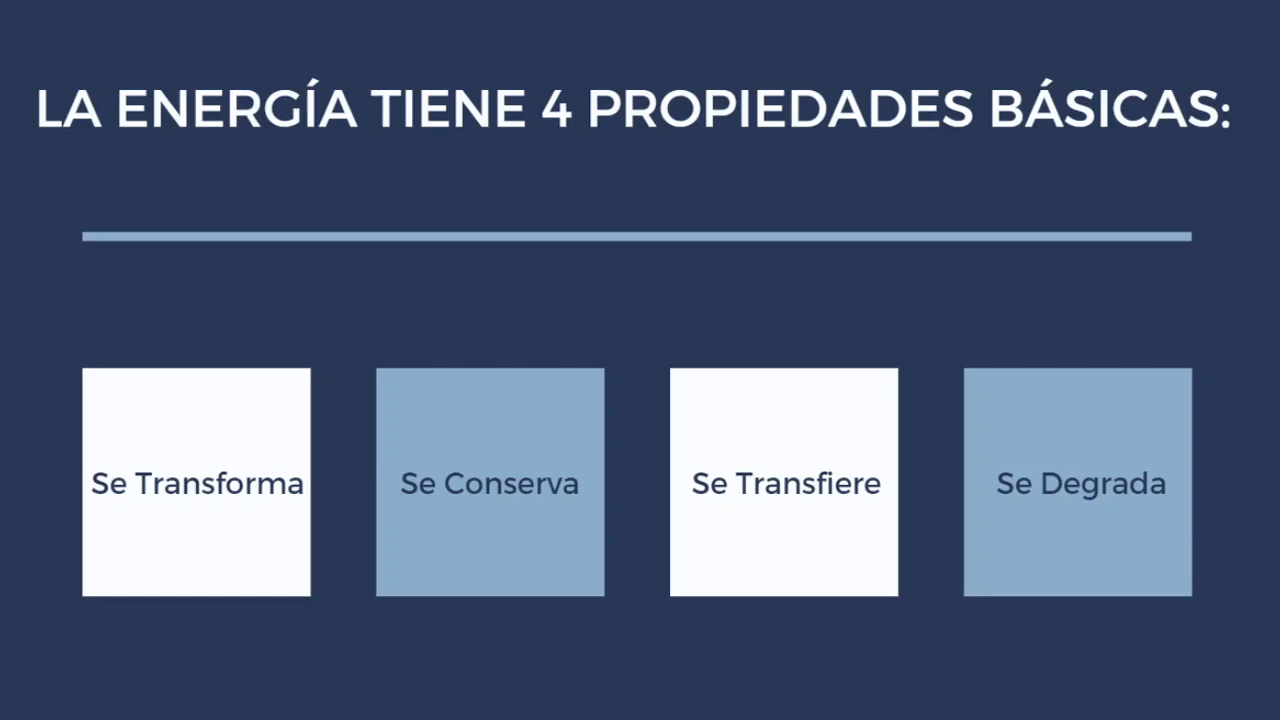 LA ENERGÍA TIENE 4 PROPIEDADES BÁSICAS:
Se Transforma
Se Conserva
Se Transfiere
Se Degrada